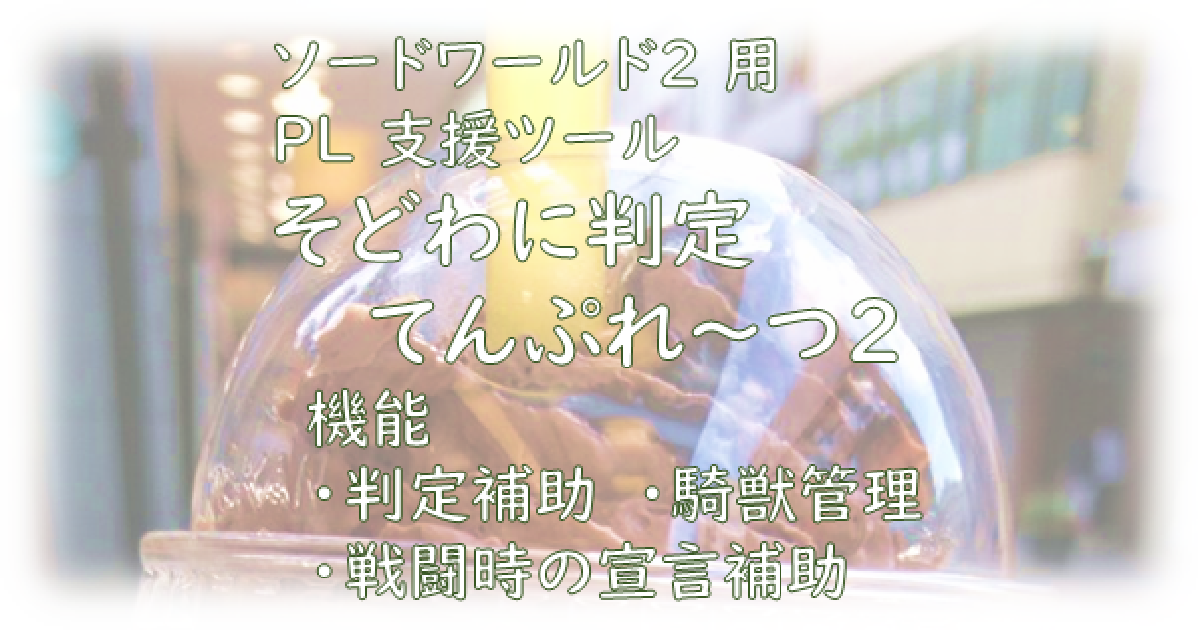 ソードワールド2 用
PL 支援ツール
そどわに判定
てんぷれ～つ2
機能
・判定補助 ・騎獣管理
・戦闘時の宣言補助